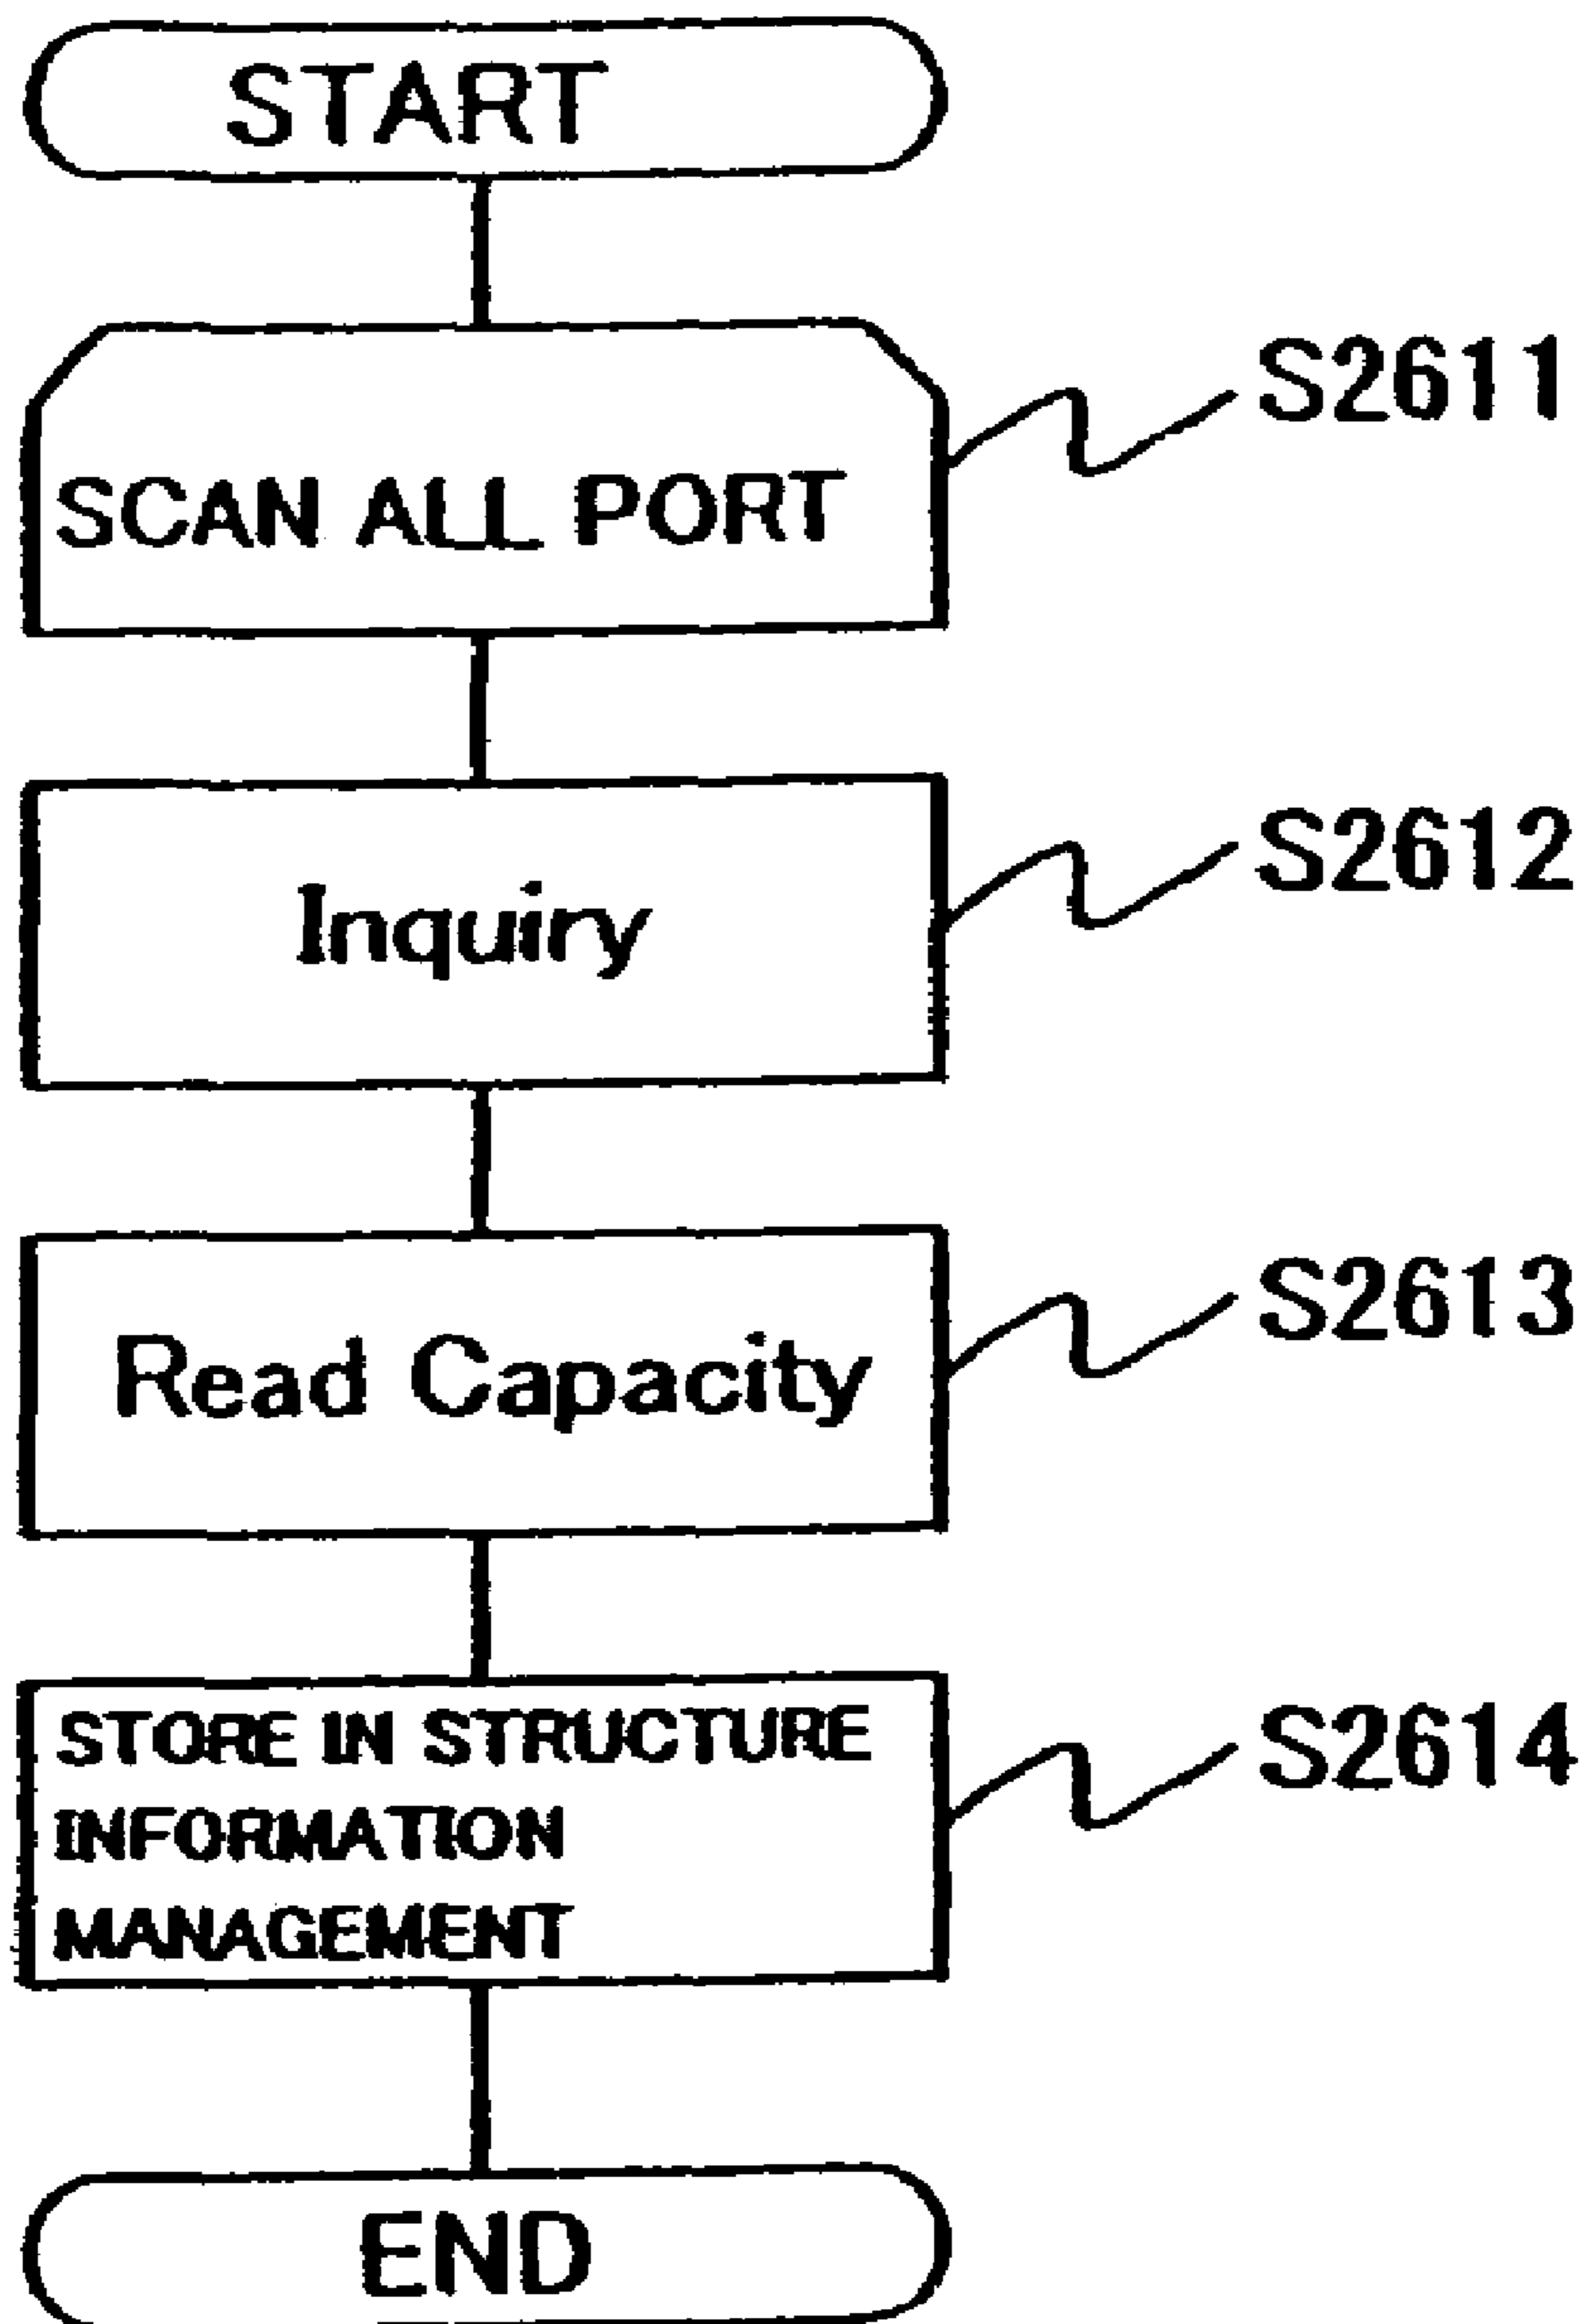 START
SCAN ALL PORT
S2611
Inquiry
S2612
Read Capacity
S2613
STORE IN STRUCTURE
INFORMATION
MANAGEMENT
S2614
END